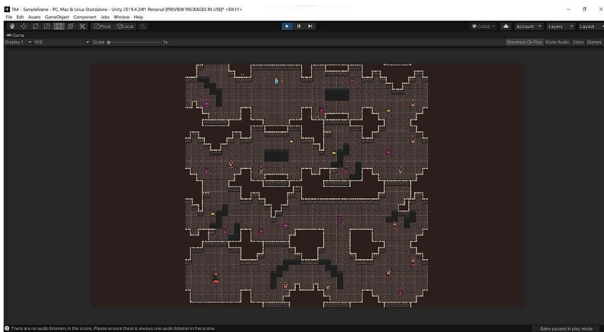 TAM - SampleScene - PC, Mac & Linux Standalone - Unity 2019.4.24f1 Personal [PREVIEW PACKAGES IN USE]* <DX11>
File Edit Assets GameObject Component Jobs Window Help
Pivot Local Collab Account Layers Layout
Game
Display 1 16:9 Scale 1x Maximize On Play Mute Audio Stats Gizmos
There are no audio listeners in the scene. Please ensure there is always one audio listener in the scene